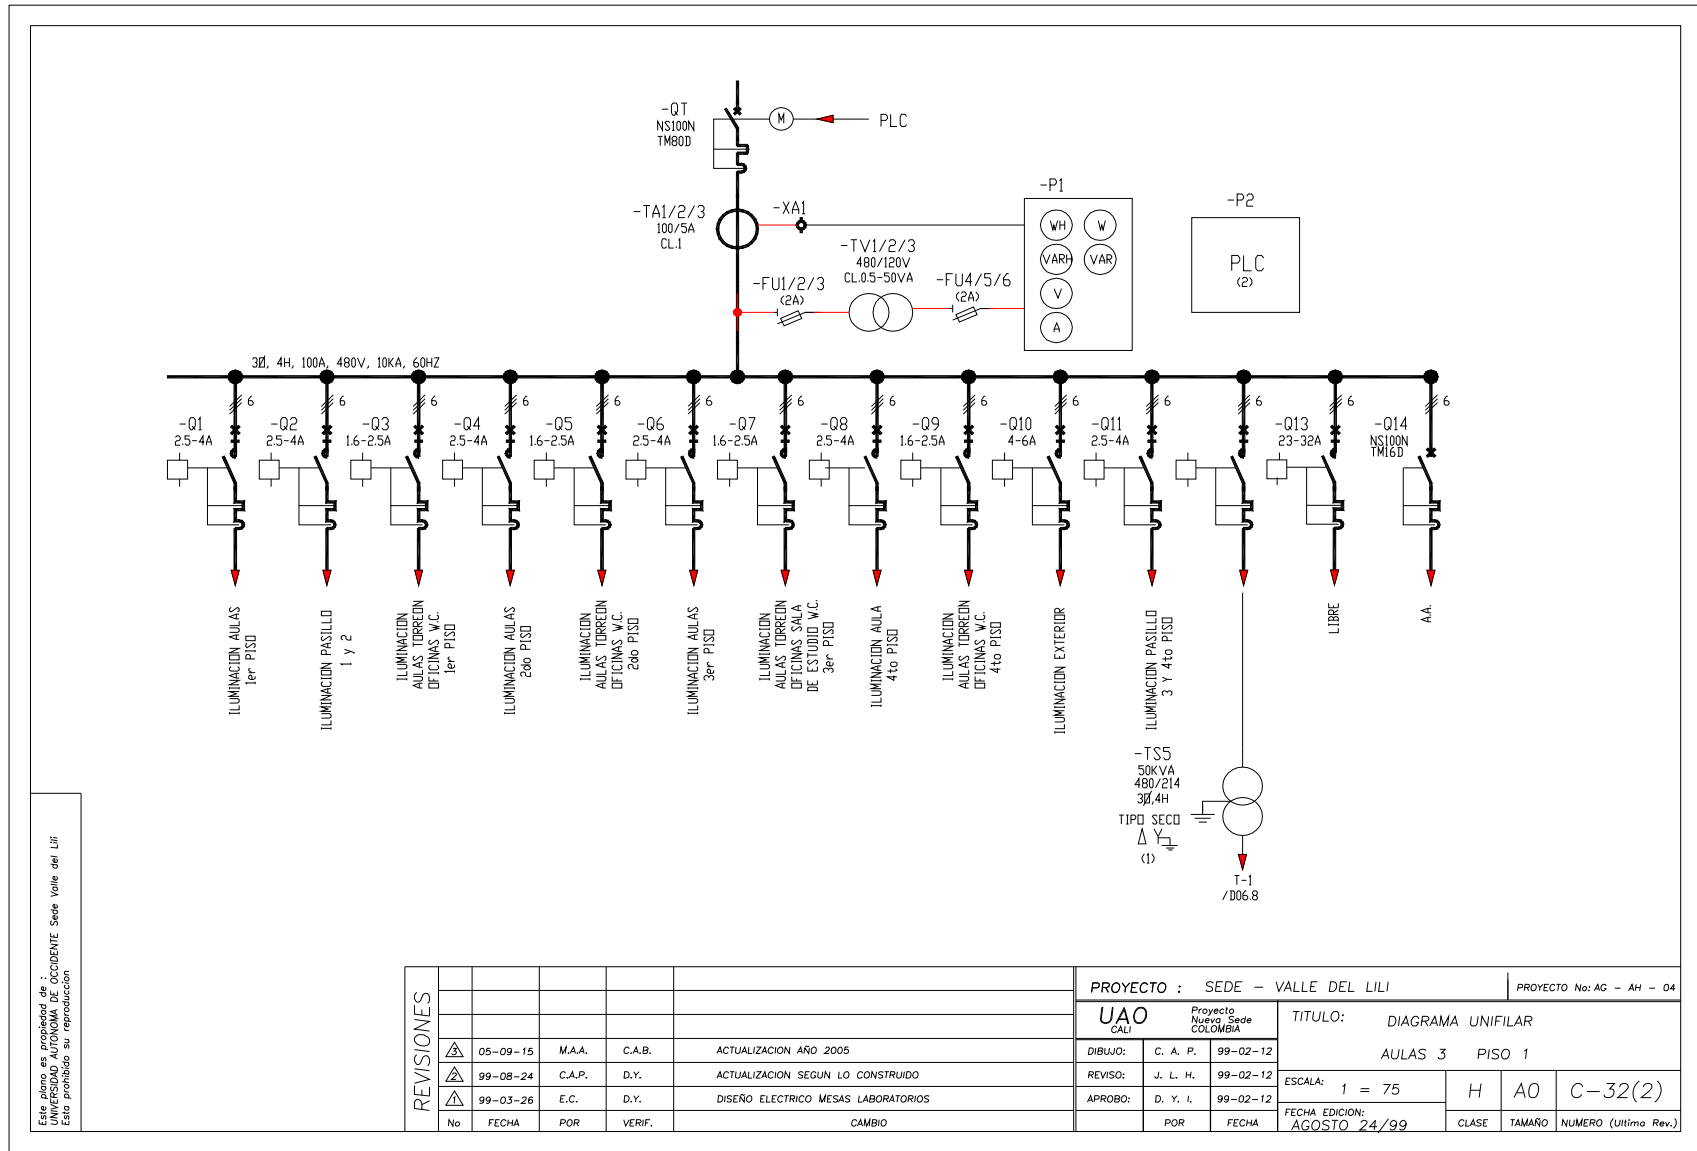 -QT
NS100N
TM80D
M
PLC
-TA1/2/3
100/5A
CL.1
-XA1
-P1
WH
W
VARH
VAR
V
A
-P2
PLC
(2)
-TV1/2/3
480/120V
CL.0.5-50VA
-FU1/2/3
(2A)
-FU4/5/6
(2A)
3Ø, 4H, 100A, 480V, 10KA, 60HZ
6
6
6
6
6
6
6
6
6
6
6
6
6
6
-Q1
2.5-4A
-Q2
2.5-4A
-Q3
1.6-2.5A
-Q4
2.5-4A
-Q5
1.6-2.5A
-Q6
2.5-4A
-Q7
1.6-2.5A
-Q8
2.5-4A
-Q9
1.6-2.5A
-Q10
4-6A
-Q11
2.5-4A
-Q13
23-32A
-Q14
NS100N
TM16D
ILUMINACION AULAS
1er PISO
ILUMINACION PASILLO
1 y 2
ILUMINACION
AULAS TORREON
OFICINAS W.C.
1er PISO
ILUMINACION AULAS
2do PISO
ILUMINACION
AULAS TORREON
OFICINAS W.C.
2do PISO
ILUMINACION AULAS
3er PISO
ILUMINACION
AULAS TORREON
OFICINAS SALA
DE ESTUDIO W.C.
3er PISO
ILUMINACION AULA
4to PISO
ILUMINACION
AULAS TORREON
OFICINAS W.C.
4to PISO
ILUMINACION EXTERIOR
ILUMINACION PASILLO
3 Y 4to PISO
LIBRE
A.A.
-TS5
50KVA
480/214
3Ø,4H
TIPO SECO
(1)
T-1
/D06.8
Este plano es propiedad de :
UNIVERSIDAD AUTONOMA DE OCCIDENTE Sede Valle del Lili
Esta prohibido su reproduccion
REVISIONES
3 05-09-15 M.A.A. C.A.B. ACTUALIZACION AÑO 2005
2 99-08-24 C.A.P. D.Y. ACTUALIZACION SEGUN LO CONSTRUIDO
1 99-03-26 E.C. D.Y. DISEÑO ELECTRICO MESAS LABORATORIOS
No FECHA POR VERIF. CAMBIO
PROYECTO : SEDE - VALLE DEL LILI
PROYECTO No: AG - AH - 04
UAO
CALI
Proyecto
Nueva Sede
COLOMBIA
TITULO: DIAGRAMA UNIFILAR
AULAS 3 PISO 1
DIBUJO: C. A. P. 99-02-12
REVISO: J. L. H. 99-02-12
APROBO: D. Y. I. 99-02-12
POR FECHA
ESCALA: 1 = 75
FECHA EDICION:
AGOSTO 24/99
H A0 C-32(2)
CLASE TAMAÑO NUMERO (Ultima Rev.)